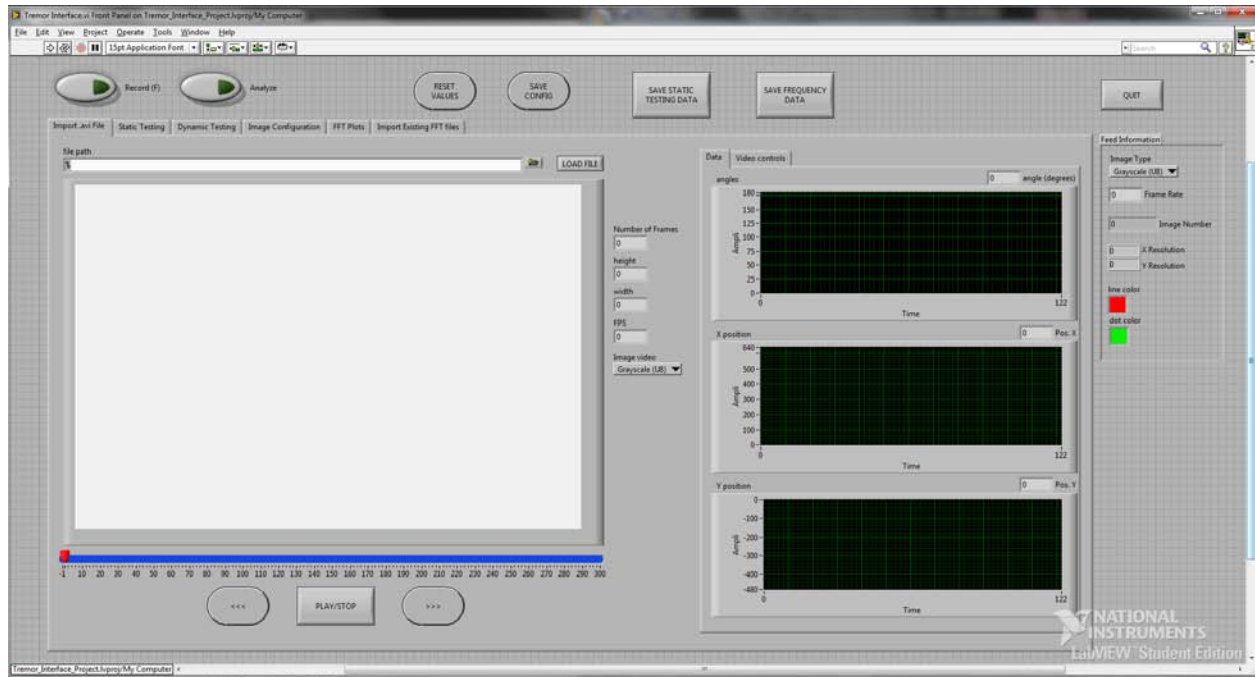 Tremor Interface.vi Front Panel on Tremor_Interface_Project.lvproj/My Computer
File Edit View Project Operate Tools Window Help
15pt Application Font
Search
Record (F)
Analyze
RESET
VALUES
SAVE
CONFIG
SAVE STATIC
TESTING DATA
SAVE FREQUENCY
DATA
QUIT
Import .avi File
Static Testing
Dynamic Testing
Image Configuration
FFT Plots
Import Existing FFT files
file path
LOAD FILE
Number of Frames
0
height
0
width
0
FPS
0
Image video
Grayscale (U8)
-1 10 20 30 40 50 60 70 80 90 100 110 120 130 140 150 160 170 180 190 200 210 220 230 240 250 260 270 280 290 300
<<<
PLAY/STOP
>>>
Data
Video controls
angles
0 angle (degrees)
180
150
125
100
75
50
25
0
Ampli
0 122
Time
X position
0 Pos. X
640
500
400
300
200
100
0
Ampli
0 122
Time
Y position
0 Pos. Y
0
-100
-200
-300
-400
-480
Ampli
0 122
Time
Feed Information
Image Type
Grayscale (U8)
0 Frame Rate
0 Image Number
0 X Resolution
0 Y Resolution
line color
dot color
NATIONAL
INSTRUMENTS
LabVIEW Student Edition
Tremor_Interface_Project.lvproj/My Computer